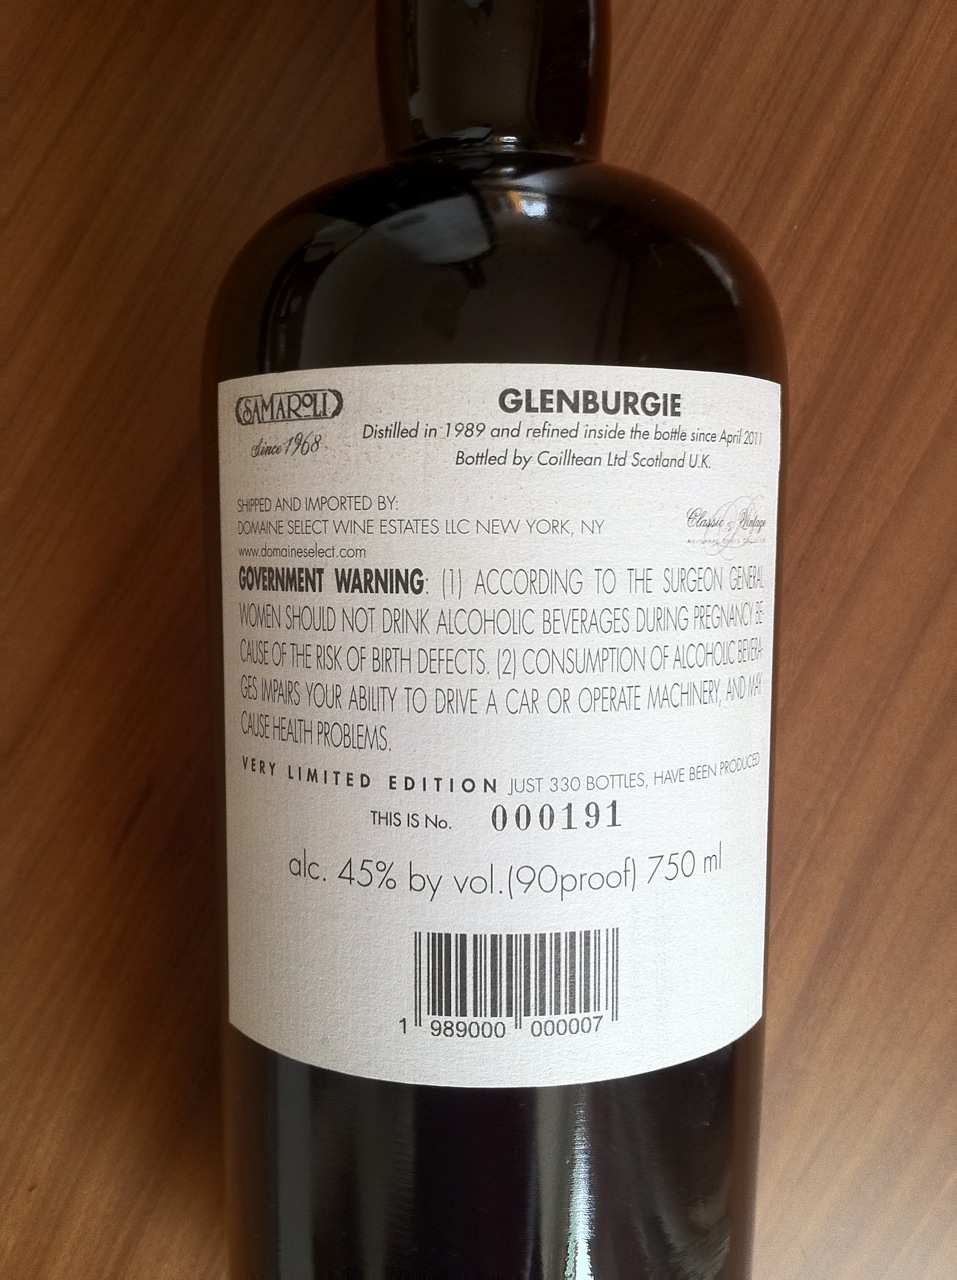 SAMAROLI
Since 1968
GLENBURGIE
Distilled in 1989 and refined inside the bottle since April 2011
Bottled by Coilltean Ltd Scotland U.K.
SHIPPED AND IMPORTED BY:
DOMAINE SELECT WINE ESTATES LLC NEW YORK, NY
www.domaineselect.com
Classic & Vintage
GOVERNMENT WARNING: (1) ACCORDING TO THE SURGEON GENERAL
WOMEN SHOULD NOT DRINK ALCOHOLIC BEVERAGES DURING PREGNANCY BE-
CAUSE OF THE RISK OF BIRTH DEFECTS. (2) CONSUMPTION OF ALCOHOLIC BEVERA-
GES IMPAIRS YOUR ABILITY TO DRIVE A CAR OR OPERATE MACHINERY, AND MAY
CAUSE HEALTH PROBLEMS.
VERY LIMITED EDITION JUST 330 BOTTLES, HAVE BEEN PRODUCED
THIS IS No. 000191
alc. 45% by vol.(90proof) 750 ml
1 989000 000007